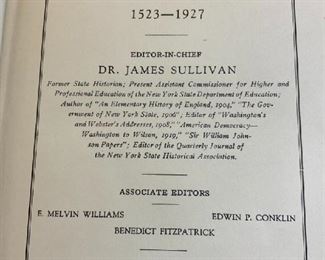 1523–1927
EDITOR-IN-CHIEF
DR. JAMES SULLIVAN
Former State Historian; Present Assistant Commissioner for Higher and
Professional Education of the New York State Department of Education;
Author of "An Elementary History of England, 1904," "The Gov-
ernment of New York State, 1906"; Editor of "Washington's
and Webster's Addresses, 1908," "American Democracy—
Washington to Wilson, 1919," "Sir William John-
son Papers"; Editor of the Quarterly Journal of
the New York State Historical Association.
ASSOCIATE EDITORS
E. MELVIN WILLIAMS EDWIN P. CONKLIN
BENEDICT FITZPATRICK